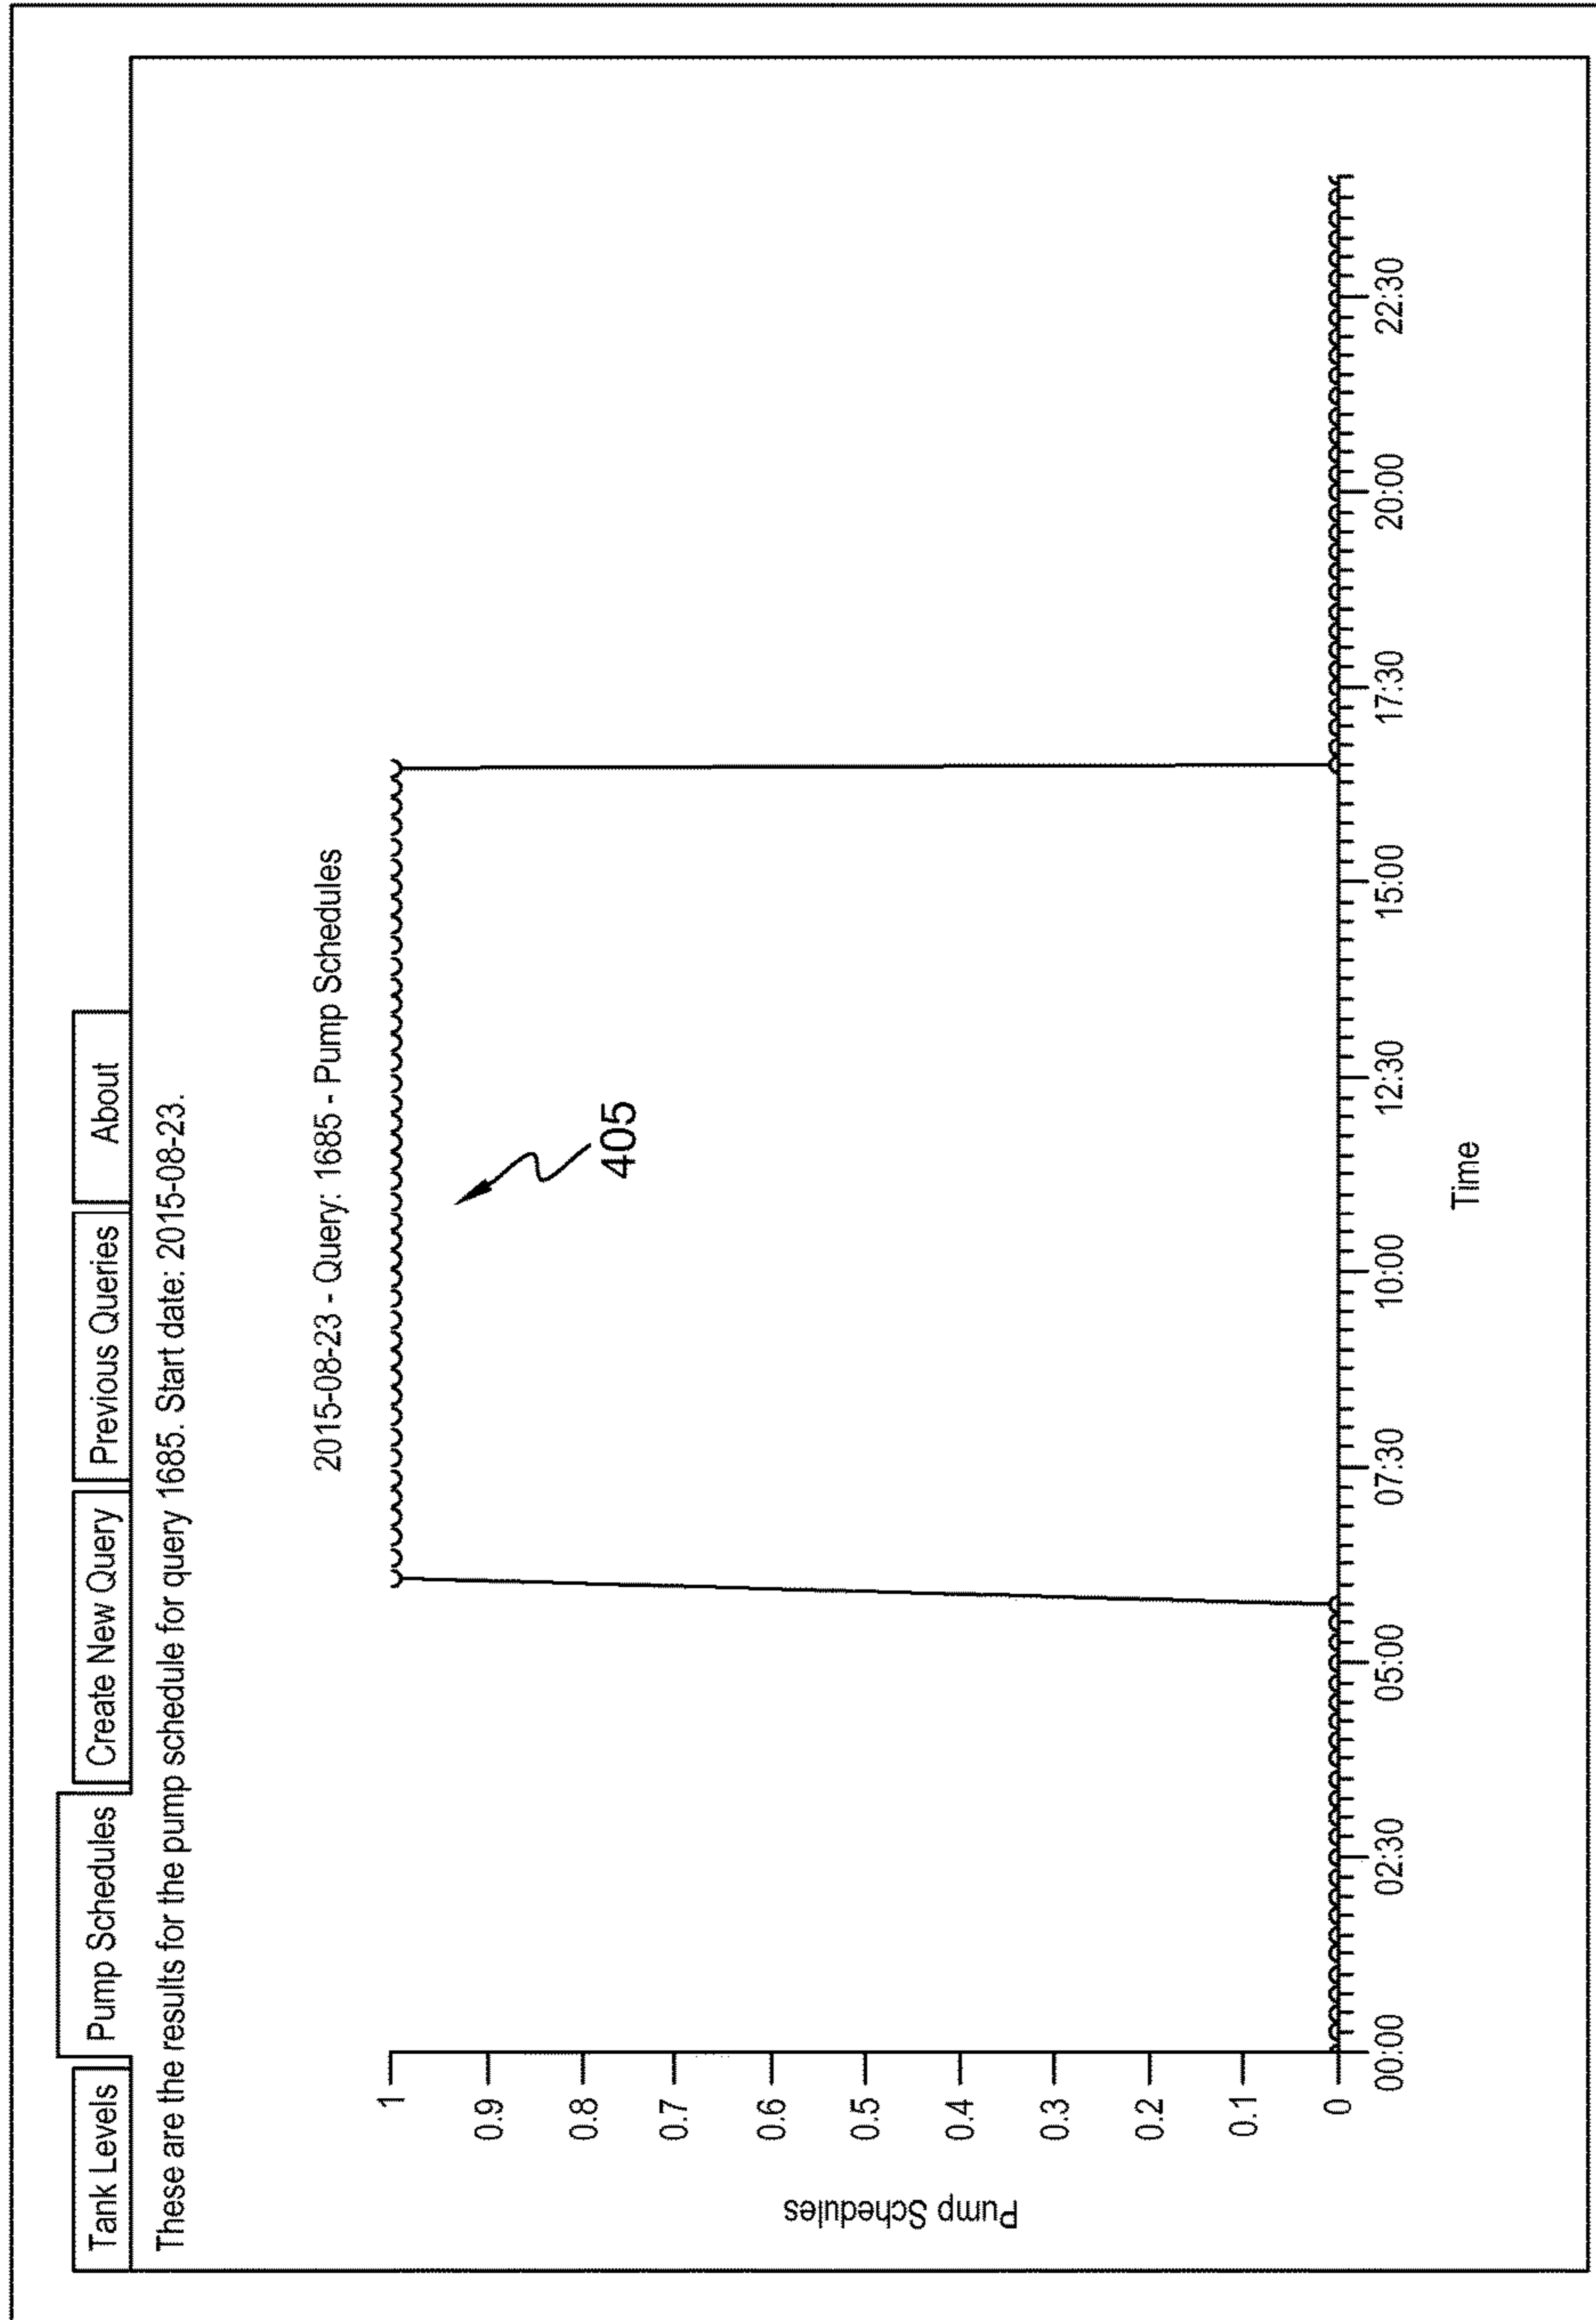 Tank Levels
Pump Schedules
Create New Query
Previous Queries
About
These are the results for the pump schedule for query 1685. Start date: 2015-08-23.
2015-08-23 - Query: 1685 - Pump Schedules
Pump Schedules
1
0.9
0.8
0.7
0.6
0.5
0.4
0.3
0.2
0.1
0
405
00:00
02:30
05:00
07:30
10:00
12:30
15:00
17:30
20:00
22:30
Time